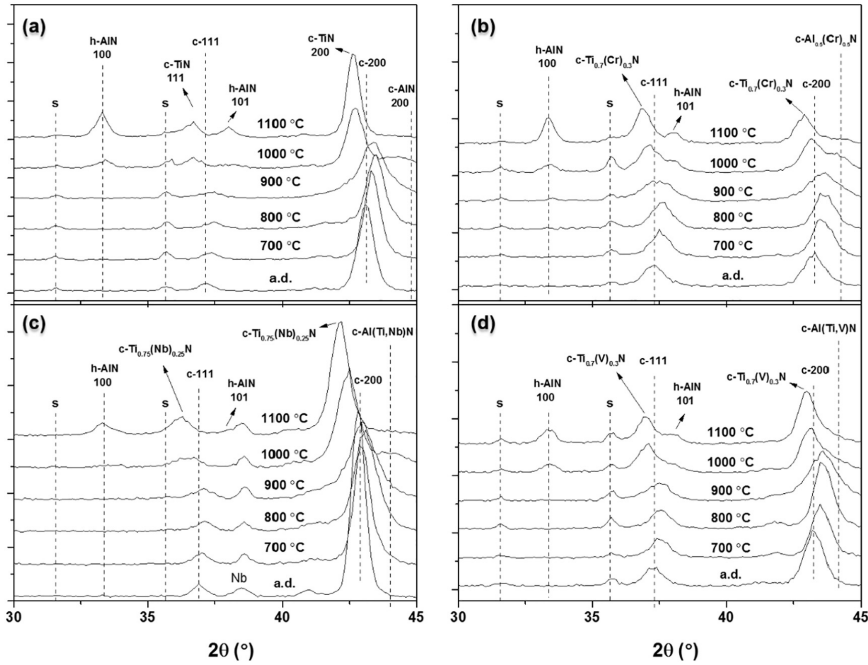 (a)
h-AlN
100
s
c-TiN
111
s
c-111
h-AlN
101
c-TiN
200
c-200
c-AlN
200
1100 °C
1000 °C
900 °C
800 °C
700 °C
a.d.
(b)
h-AlN
100
s
c-Ti0.7(Cr)0.3N
s
c-111
h-AlN
101
c-Ti0.7(Cr)0.3N
c-200
c-Al0.5(Cr)0.5N
1100 °C
1000 °C
900 °C
800 °C
700 °C
a.d.
(c)
h-AlN
100
s
c-Ti0.75(Nb)0.25N
s
c-111
h-AlN
101
c-Ti0.75(Nb)0.25N
c-200
c-Al(Ti,Nb)N
1100 °C
1000 °C
900 °C
800 °C
700 °C
a.d.
Nb
30 35 40 45
2θ (°)
(d)
h-AlN
100
s
c-Ti0.7(V)0.3N
s
c-111
h-AlN
101
c-Ti0.7(V)0.3N
c-200
c-Al(Ti,V)N
1100 °C
1000 °C
900 °C
800 °C
700 °C
a.d.
30 35 40 45
2θ (°)